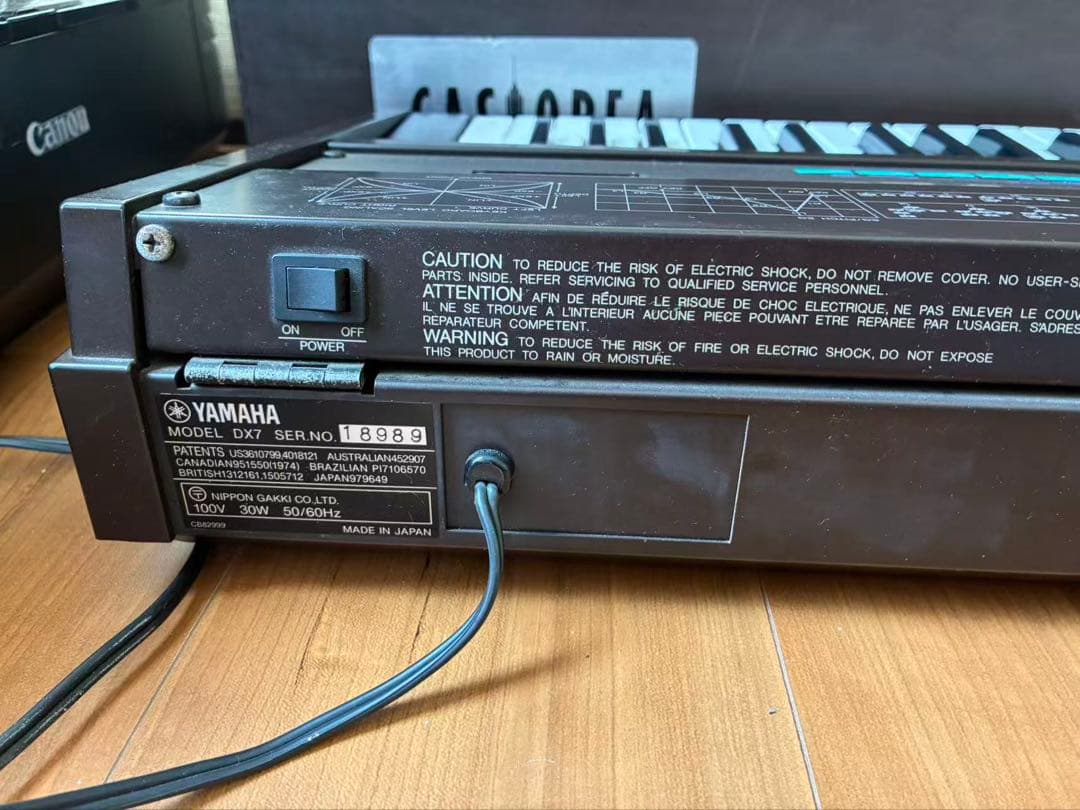 Canon
CAUTION TO REDUCE THE RISK OF ELECTRIC SHOCK, DO NOT REMOVE COVER. NO USER-SE
PARTS INSIDE. REFER SERVICING TO QUALIFIED SERVICE PERSONNEL.
ATTENTION AFIN DE RÉDUIRE LE RISQUE DE CHOC ELECTRIQUE, NE PAS ENLEVER LE COUV
IL NE SE TROUVE A L'INTERIEUR AUCUNE PIECE POUVANT ETRE REPAREE PAR L'USAGER. S'ADRES
REPARATEUR COMPETENT.
WARNING TO REDUCE THE RISK OF FIRE OR ELECTRIC SHOCK, DO NOT EXPOSE
THIS PRODUCT TO RAIN OR MOISTURE.
ON OFF
POWER
YAMAHA
MODEL DX7 SER.NO. 18989
PATENTS US3610799,4018121 AUSTRALIAN452907
CANADIAN951550(1974) BRAZILIAN PI7106570
BRITISH1312161,1505712 JAPAN979649
NIPPON GAKKI CO.,LTD.
100V 30W 50/60Hz
CB82999 MADE IN JAPAN